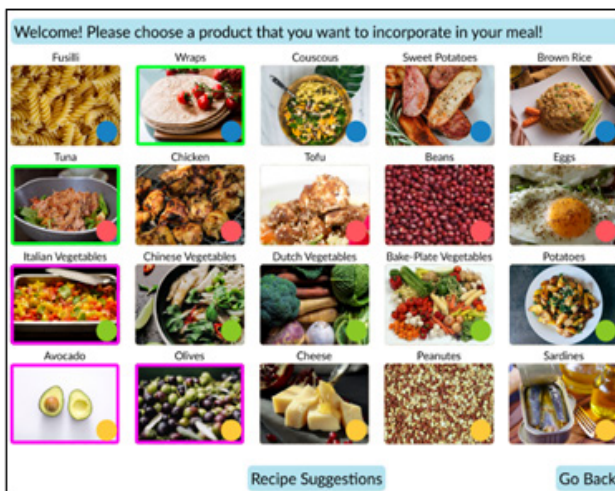 Welcome! Please choose a product that you want to incorporate in your meal!
Fusilli Wraps Couscous Sweet Potatoes Brown Rice
Tuna Chicken Tofu Beans Eggs
Italian Vegetables Chinese Vegetables Dutch Vegetables Bake-Plate Vegetables Potatoes
Avocado Olives Cheese Peanutes Sardines
Recipe Suggestions Go Back